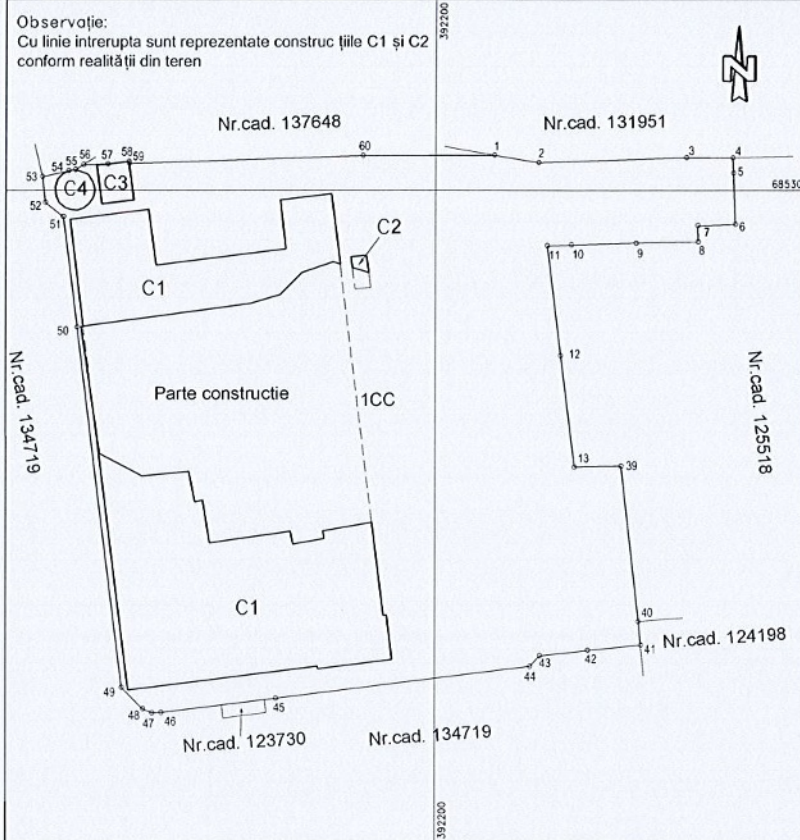 Observație:
Cu linie intrerupta sunt reprezentate construc țiile C1 și C2
conform realității din teren
392200
N
Nr.cad. 137648
Nr.cad. 131951
60
1
2
3
4
5
53
54
55
56
57
58
59
52
51
C4
C3
68530
6
7
8
9
10
11
C2
C1
50
12
Nr.cad. 134719
Parte constructie
1CC
Nr.cad. 125518
13
39
C1
40
41
Nr.cad. 124198
42
43
44
49
48
47
46
45
Nr.cad. 123730
Nr.cad. 134719
392200